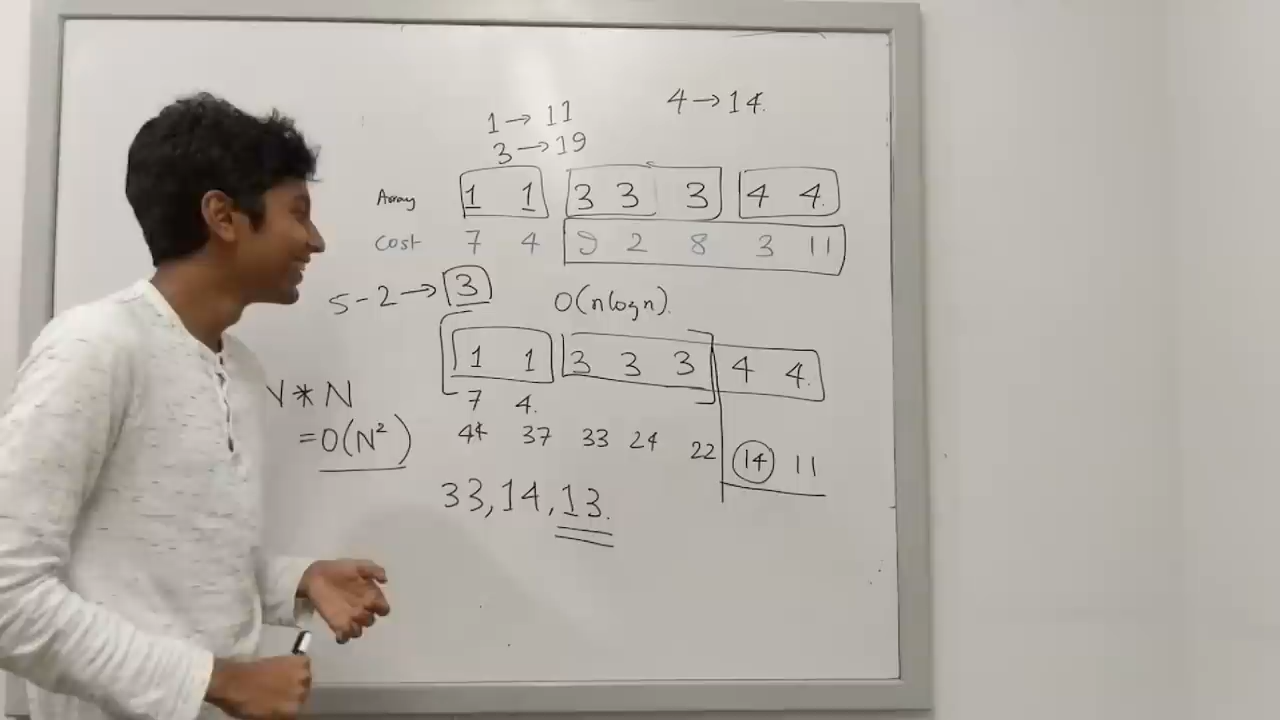 1 → 11
4 → 14.
3 → 19
Array 1 1 3 3 3 4 4.
Cost 7 4 9 2 8 3 11
5 - 2 → 3
O(n log n).
1 1 3 3 3 4 4.
7 4.
* N
= O(N²)
44 37 33 24 22 14 11
33, 14, 13.